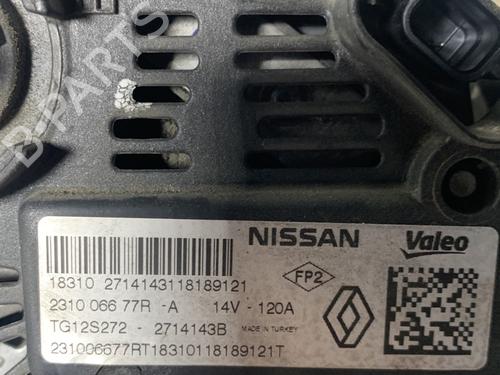 B-PARTS
NISSAN
Valeo
18310 2714143118189121
FP2
2310 066 77R -A 14V - 120A
TG12S272 - 2714143B MADE IN TURKEY
231006677RT18310118189121T